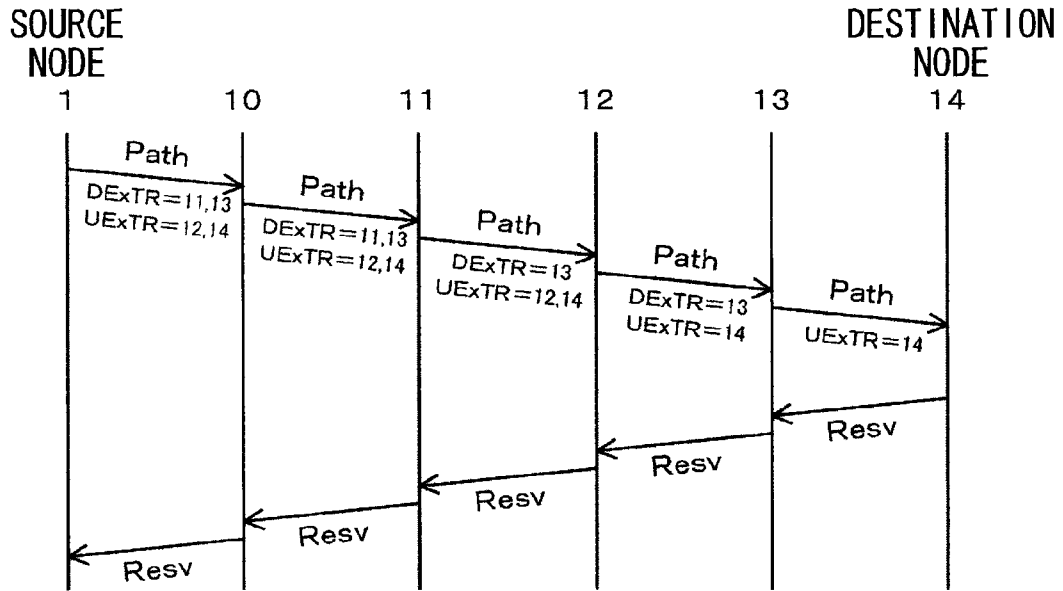 SOURCE
NODE
DESTINATION
NODE
1
10
11
12
13
14
Path
DExTR=11,13
UExTR=12,14
Path
DExTR=11,13
UExTR=12,14
Path
DExTR=13
UExTR=12,14
Path
DExTR=13
UExTR=14
Path
UExTR=14
Resv
Resv
Resv
Resv
Resv